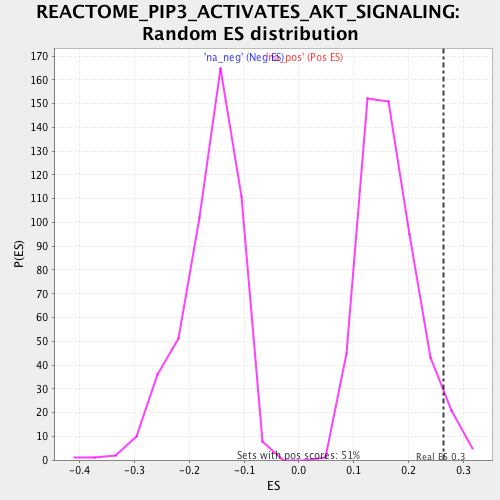 REACTOME_PIP3_ACTIVATES_AKT_SIGNALING:
Random ES distribution
'na_neg' (Neg ES) 'na_pos' (Pos ES)
170
160
150
140
130
120
110
100
90
80
70
60
50
40
30
20
10
0
P(ES)
Sets with pos scores: 51%
Real ES 0.3
-0.4 -0.3 -0.2 -0.1 0.0 0.1 0.2 0.3
ES